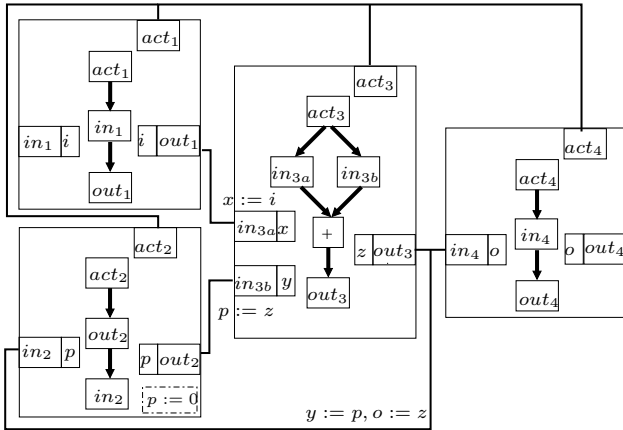 act₁
act₁
in₁
out₁
in₁ i
i out₁
act₂
act₂
out₂
in₂
in₂ p
p out₂
p := 0
act₃
act₃
in₃ₐ in₃b
+
out₃
x := i
in₃ₐ x
in₃b y
p := z
z out₃
act₄
act₄
in₄
out₄
in₄ o
o out₄
y := p, o := z